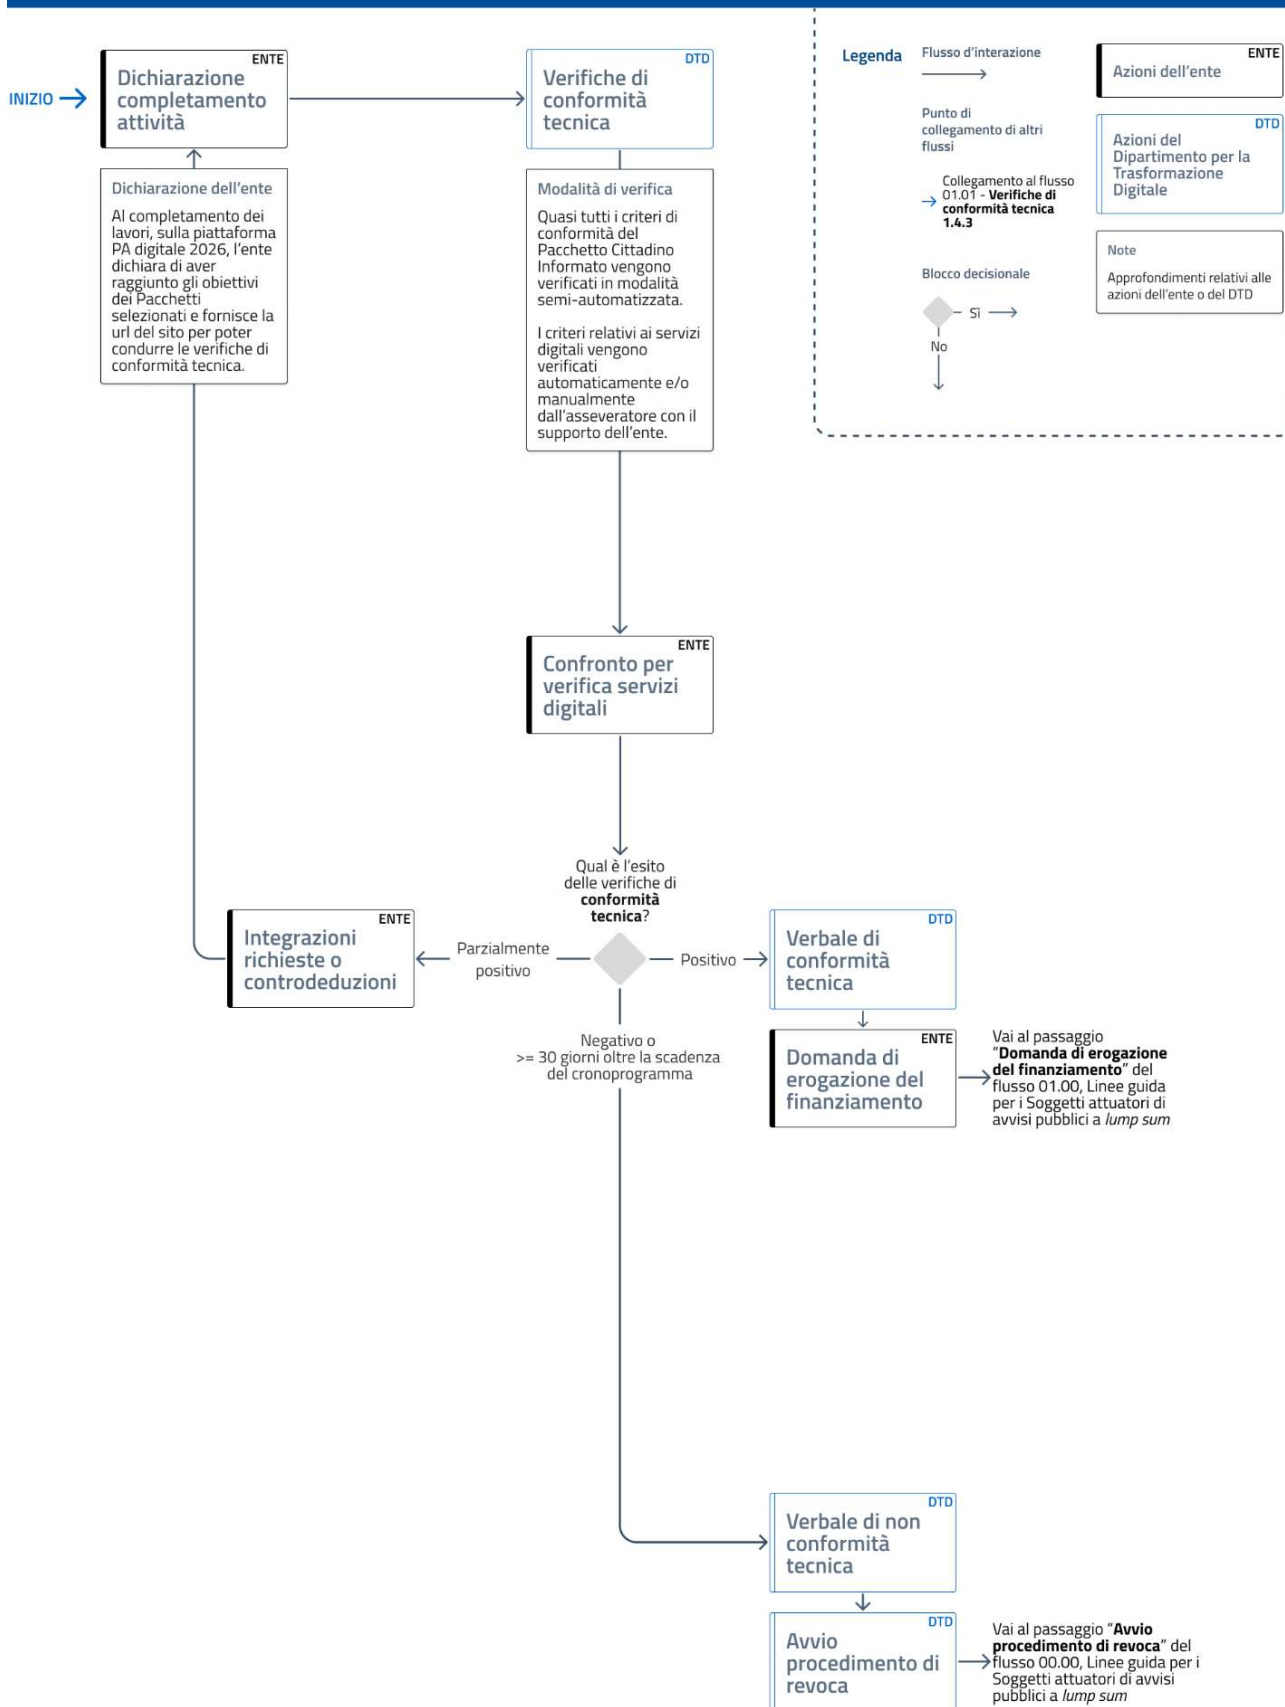 INIZIO
ENTE
Dichiarazione
completamento
attività
Dichiarazione dell'ente
Al completamento dei
lavori, sulla piattaforma
PA digitale 2026, l'ente
dichiara di aver
raggiunto gli obiettivi
dei Pacchetti
selezionati e fornisce la
url del sito per poter
condurre le verifiche di
conformità tecnica.
DTD
Verifiche di
conformità
tecnica
Modalità di verifica
Quasi tutti i criteri di
conformità del
Pacchetto Cittadino
Informato vengono
verificati in modalità
semi-automatizzata.
I criteri relativi ai servizi
digitali vengono
verificati
automaticamente e/o
manualmente
dall'asseveratore con il
supporto dell'ente.
Legenda
Flusso d'interazione
Punto di
collegamento di altri
flussi
Collegamento al flusso
01.01 - Verifiche di
conformità tecnica
1.4.3
Blocco decisionale
Sì
No
ENTE
Azioni dell'ente
DTD
Azioni del
Dipartimento per la
Trasformazione
Digitale
Note
Approfondimenti relativi alle
azioni dell'ente o del DTD
ENTE
Confronto per
verifica servizi
digitali
Qual è l'esito
delle verifiche di
conformità
tecnica?
ENTE
Integrazioni
richieste o
controdeduzioni
Parzialmente
positivo
Positivo
DTD
Verbale di
conformità
tecnica
Negativo o
>= 30 giorni oltre la scadenza
del cronoprogramma
ENTE
Domanda di
erogazione del
finanziamento
Vai al passaggio
"Domanda di erogazione
del finanziamento" del
flusso 01.00, Linee guida
per i Soggetti attuatori di
avvisi pubblici a lump sum
DTD
Verbale di non
conformità
tecnica
DTD
Avvio
procedimento di
revoca
Vai al passaggio "Avvio
procedimento di revoca" del
flusso 00.00, Linee guida per i
Soggetti attuatori di avvisi
pubblici a lump sum